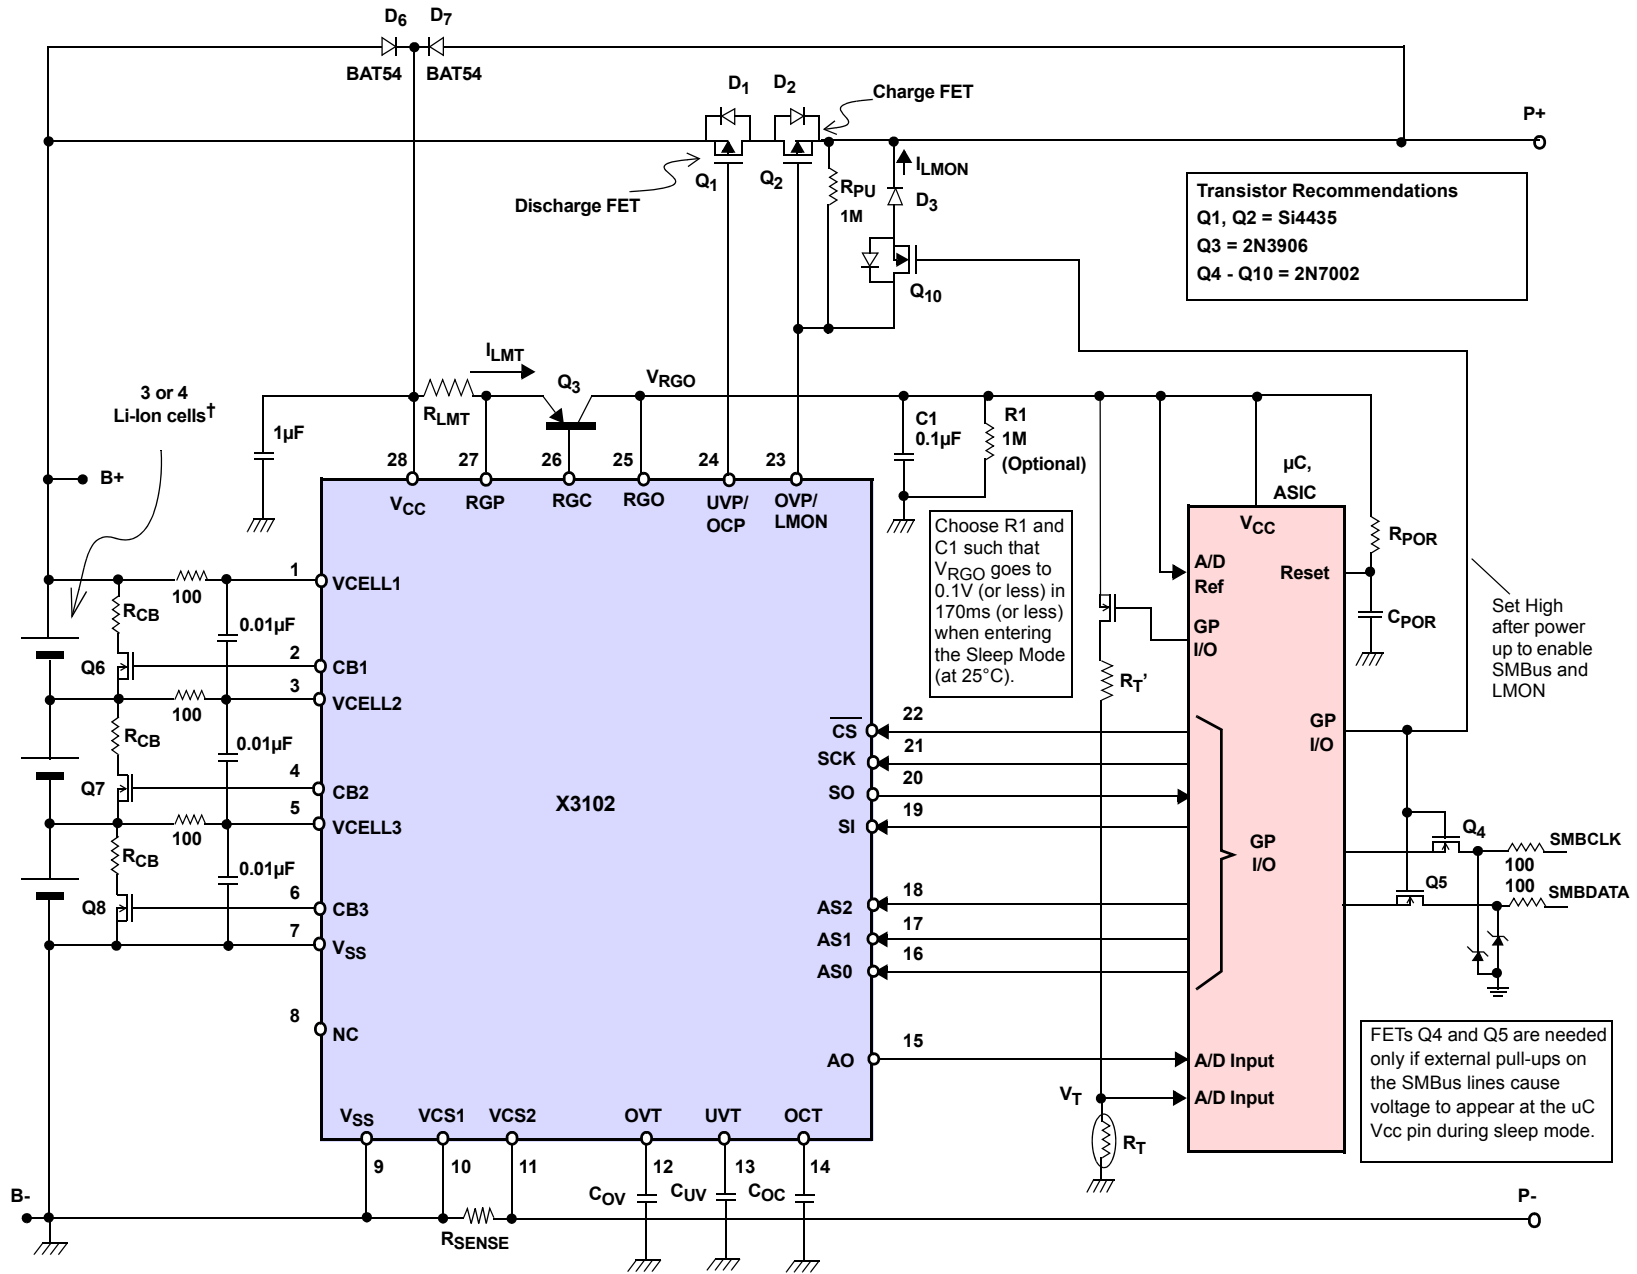 D6 D7
BAT54 BAT54
D1 D2
Charge FET
P+
Q1 Q2
Discharge FET
RPU
1M
ILMON
D3
Q10
Transistor Recommendations
Q1, Q2 = Si4435
Q3 = 2N3906
Q4 - Q10 = 2N7002
3 or 4
Li-Ion cells†
B+
1µF
ILMT
RLMT
Q3
VRGO
C1
0.1µF
R1
1M
(Optional)
28 27 26 25 24 23
VCC RGP RGC RGO UVP/
OCP
OVP/
LMON
µC,
ASIC
VCC
RPOR
A/D
Ref
Reset
CPOR
GP
I/O
Choose R1 and
C1 such that
VRGO goes to
0.1V (or less) in
170ms (or less)
when entering
the Sleep Mode
(at 25°C).
Set High
after power
up to enable
SMBus and
LMON
RT'
100
1
VCELL1
RCB
0.01µF
Q6
2
CB1
3
100
VCELL2
RCB
0.01µF
Q7
4
CB2
5
100
VCELL3
RCB
0.01µF
Q8
6
CB3
7
VSS
8
NC
X3102
CS
22
SCK
21
SO
20
SI
19
AS2
18
AS1
17
AS0
16
AO
15
GP
I/O
GP
I/O
Q4
SMBCLK
100
Q5
100
SMBDATA
A/D Input
VT
A/D Input
RT
FETs Q4 and Q5 are needed
only if external pull-ups on
the SMBus lines cause
voltage to appear at the uC
Vcc pin during sleep mode.
VSS VCS1 VCS2 OVT UVT OCT
9 10 11 12 13 14
COV CUV COC
B-
RSENSE
P-